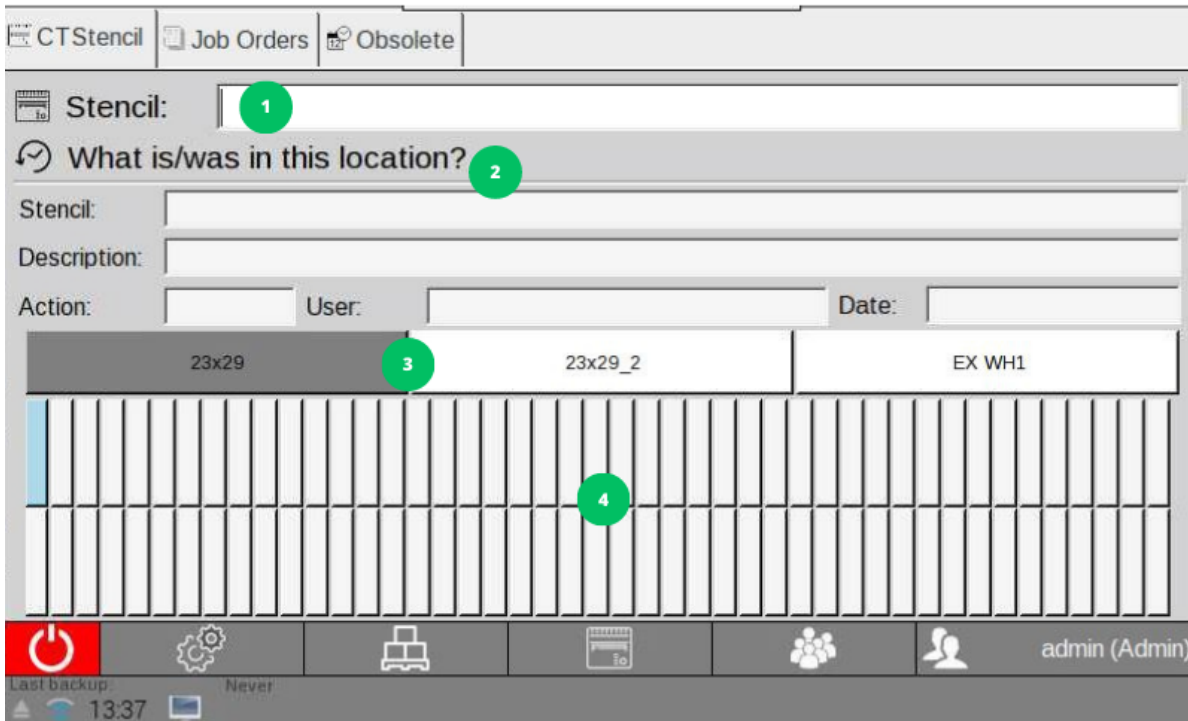 CTStencil Job Orders Obsolete
Stencil: 1
What is/was in this location? 2
Stencil:
Description:
Action: User: Date:
23x29 3 23x29_2 EX WH1
4
admin (Admin)
Last backup: Never
13:37